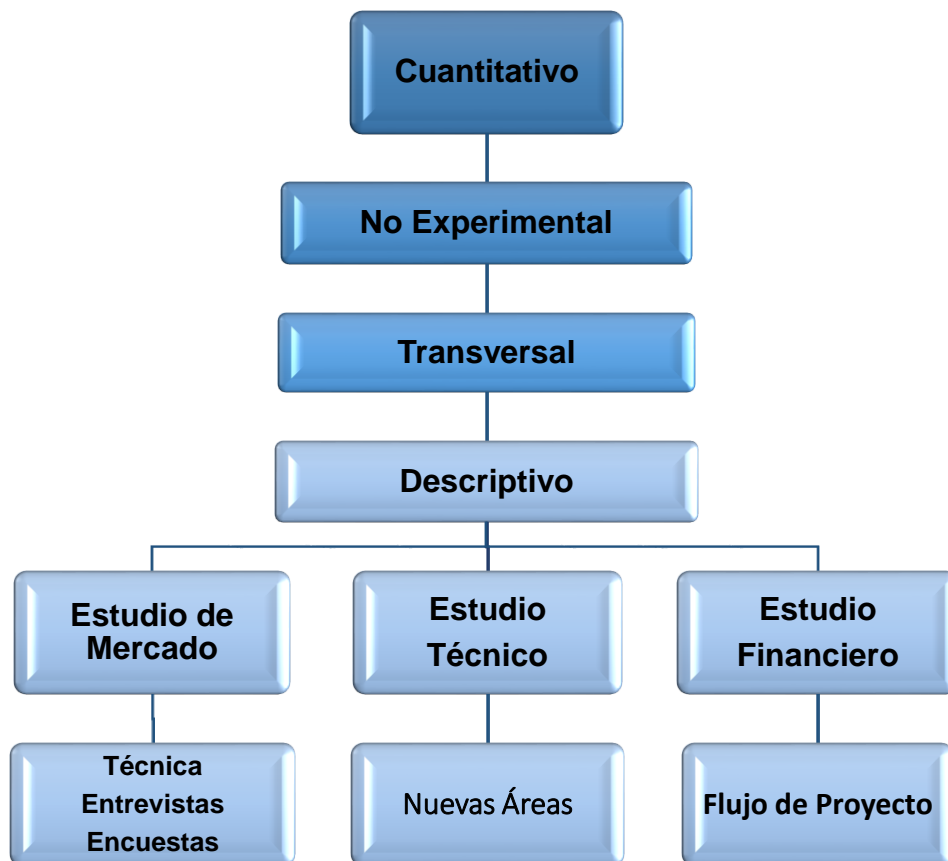 Cuantitativo
No Experimental
Transversal
Descriptivo
Estudio de
Mercado
Estudio
Técnico
Estudio
Financiero
Técnica
Entrevistas
Encuestas
Nuevas Áreas
Flujo de Proyecto